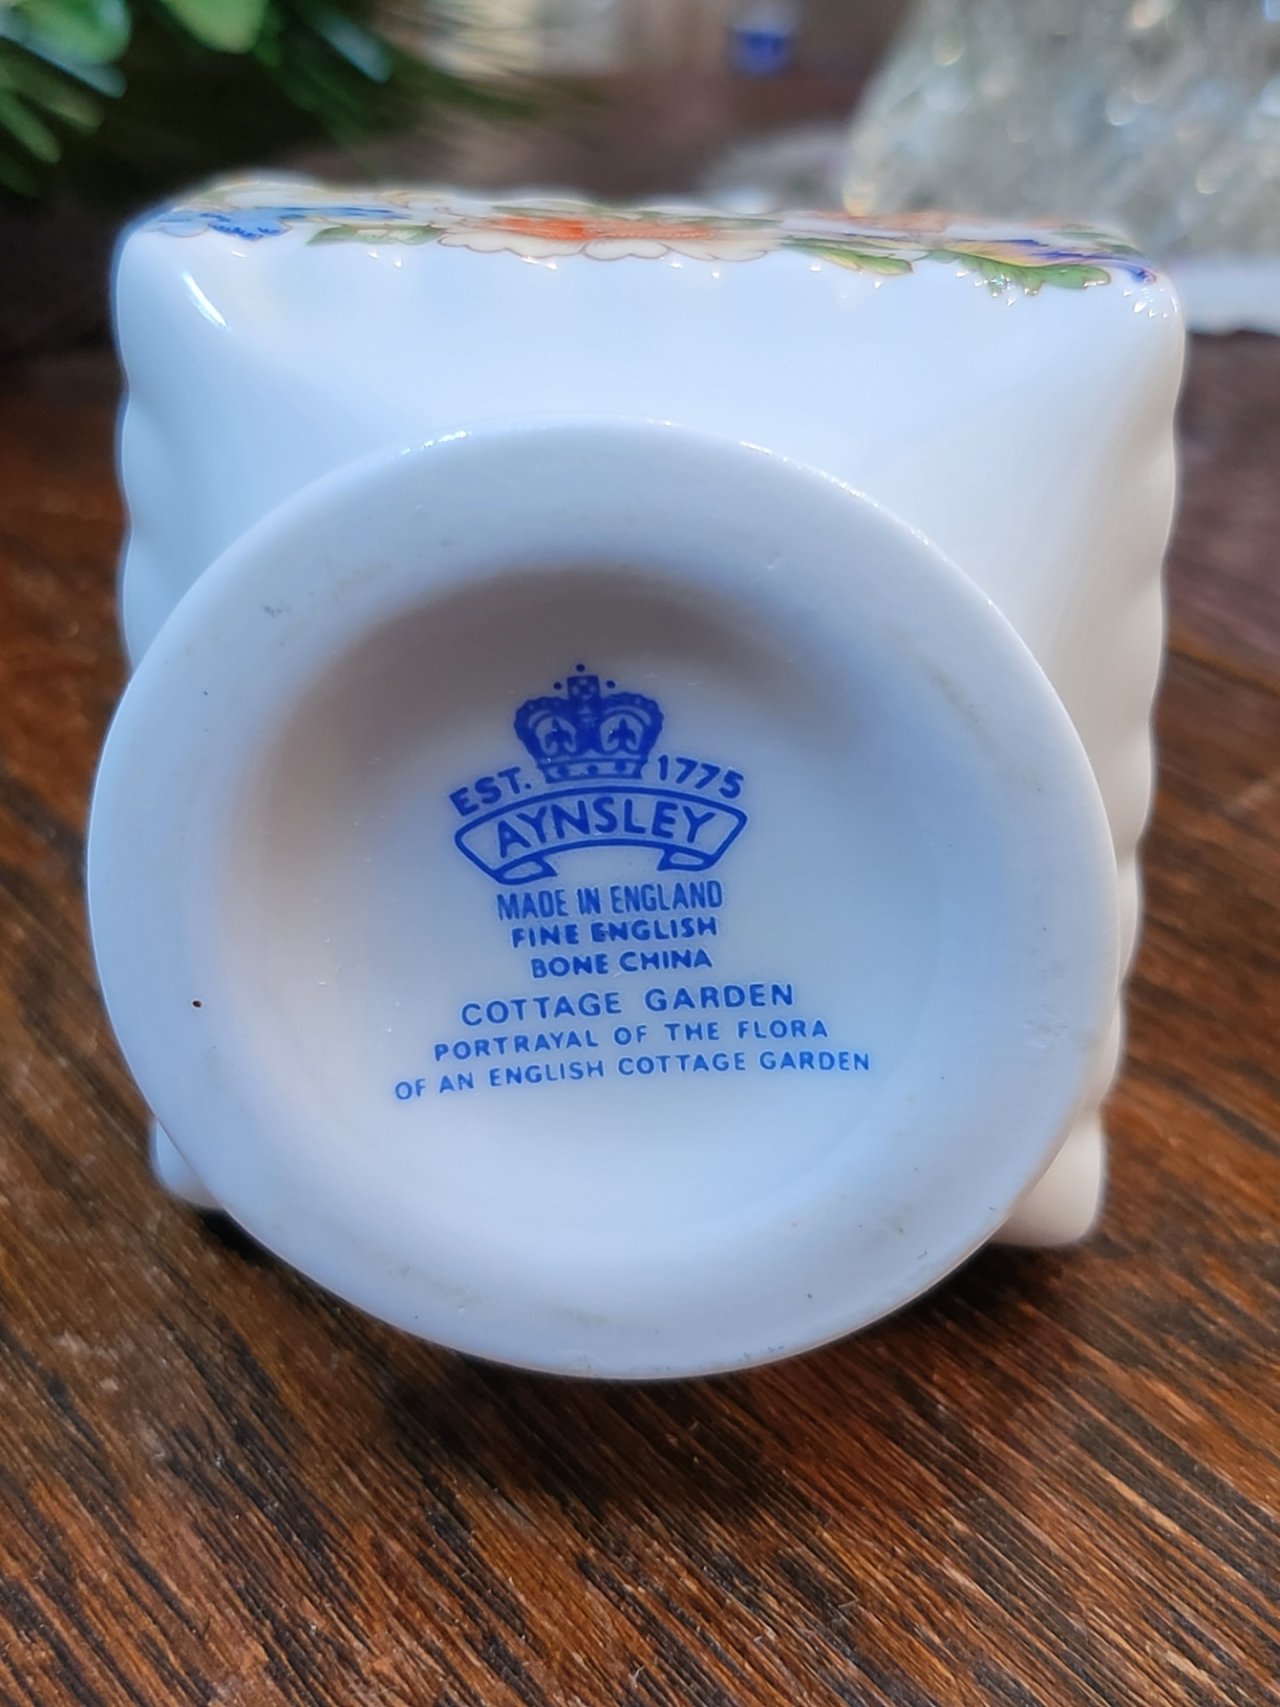 EST. 1775
AYNSLEY
MADE IN ENGLAND
FINE ENGLISH
BONE CHINA
COTTAGE GARDEN
PORTRAYAL OF THE FLORA
OF AN ENGLISH COTTAGE GARDEN